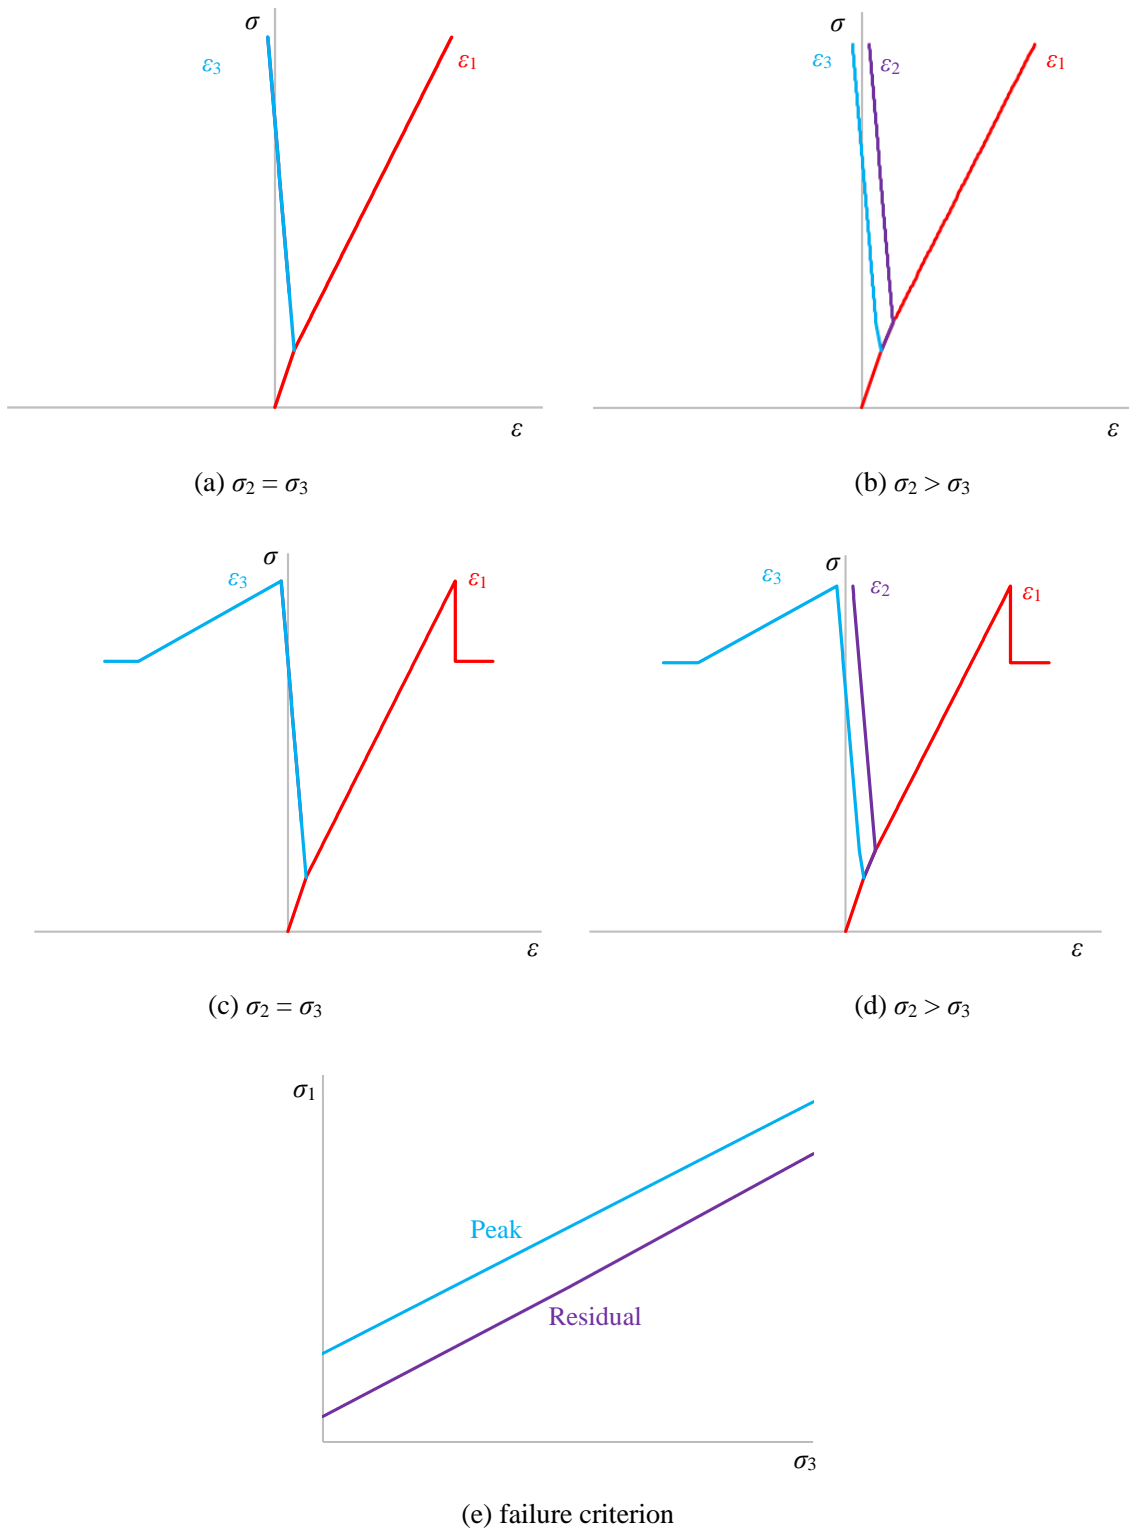 σ
ε3
ε1
ε
(a) σ2 = σ3
σ
ε3
ε2
ε1
ε
(b) σ2 > σ3
σ
ε3
ε1
ε
(c) σ2 = σ3
σ
ε3
ε2
ε1
ε
(d) σ2 > σ3
σ1
Peak
Residual
σ3
(e) failure criterion